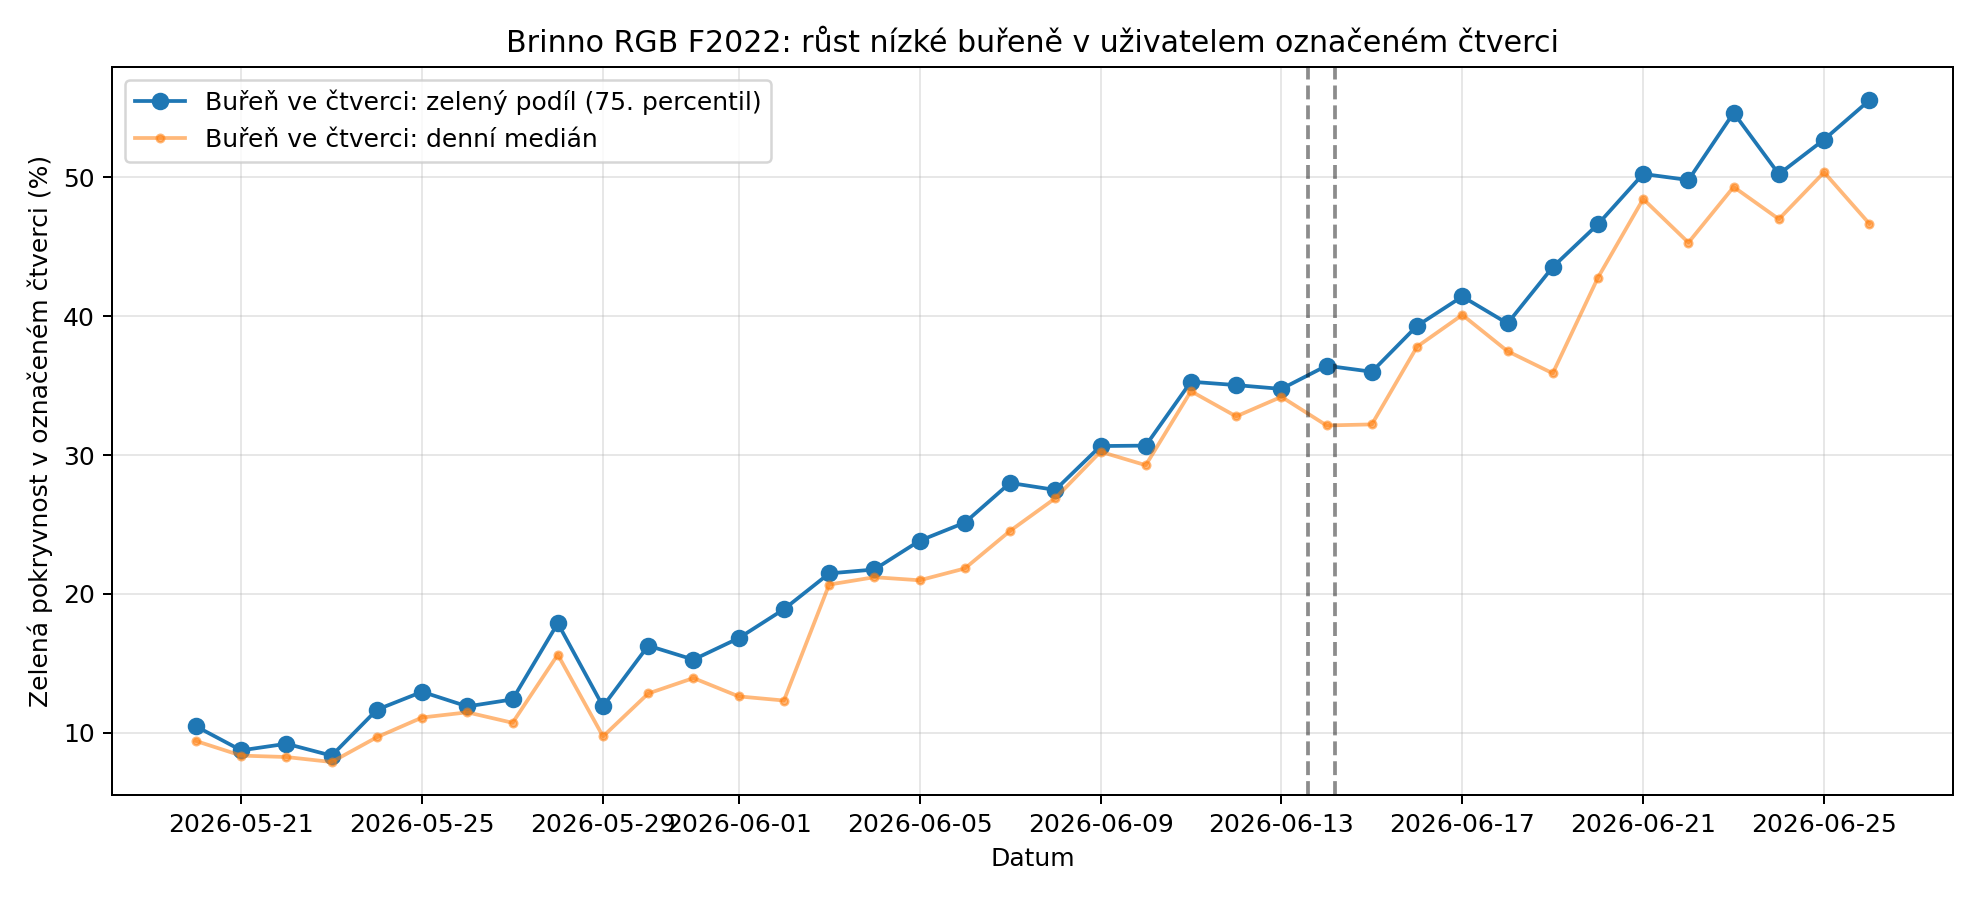 Brinno RGB F2022: růst nízké buřeně v uživatelem označeném čtverci
Buřeň ve čtverci: zelený podíl (75. percentil)
Buřeň ve čtverci: denní medián
Zelená pokryvnost v označeném čtverci (%)
50
40
30
20
10
2026-05-21 2026-05-25 2026-05-29 2026-06-01 2026-06-05 2026-06-09 2026-06-13 2026-06-17 2026-06-21 2026-06-25
Datum